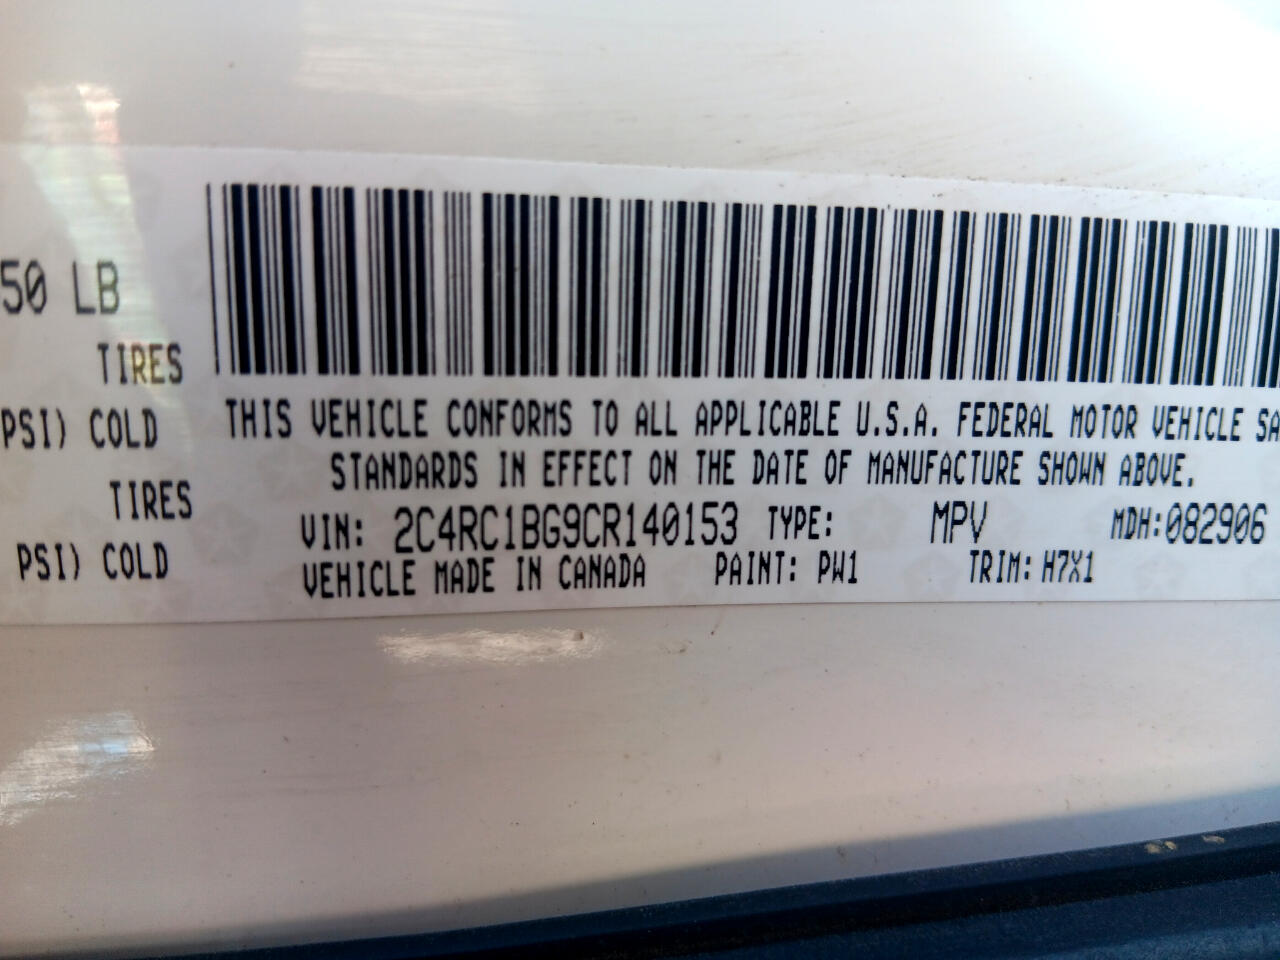 50 LB
TIRES
PSI) COLD
TIRES
PSI) COLD
THIS VEHICLE CONFORMS TO ALL APPLICABLE U.S.A. FEDERAL MOTOR VEHICLE SA
STANDARDS IN EFFECT ON THE DATE OF MANUFACTURE SHOWN ABOVE.
VIN: 2C4RC1BG9CR140153 TYPE: MPV MDH:082906
VEHICLE MADE IN CANADA PAINT: PW1 TRIM: H7X1